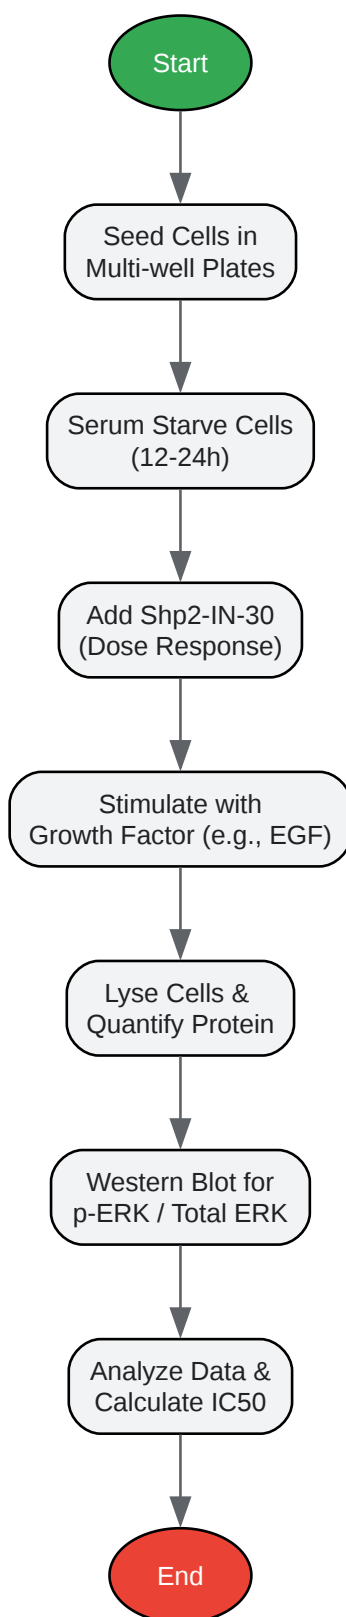 Start
Seed Cells in
Multi-well Plates
Serum Starve Cells
(12-24h)
Add Shp2-IN-30
(Dose Response)
Stimulate with
Growth Factor (e.g., EGF)
Lyse Cells &
Quantify Protein
Western Blot for
p-ERK / Total ERK
Analyze Data &
Calculate IC50
End